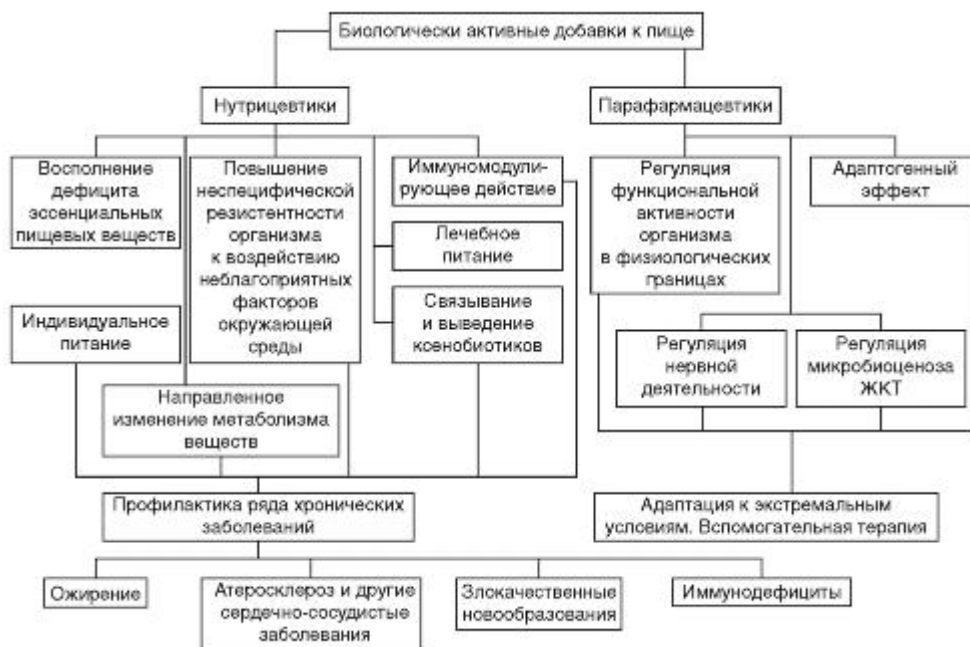 Биологически активные добавки к пище
Нутрицевтики
Парафармацевтики
Восполнение
дефицита
эссенциальных
пищевых веществ
Повышение
неспецифической
резистентности
организма
к воздействию
неблагоприятных
факторов
окружающей
среды
Иммуномодули-
рующее действие
Лечебное
питание
Связывание
и выведение
ксенобиотиков
Индивидуальное
питание
Направленное
изменение метаболизма
веществ
Регуляция
функциональной
активности
организма
в физиологических
границах
Адаптогенный
эффект
Регуляция
нервной
деятельности
Регуляция
микробиоценоза
ЖКТ
Профилактика ряда хронических
заболеваний
Адаптация к экстремальным
условиям. Вспомогательная терапия
Ожирение
Атеросклероз и другие
сердечно-сосудистые
заболевания
Злокачественные
новообразования
Иммунодефициты